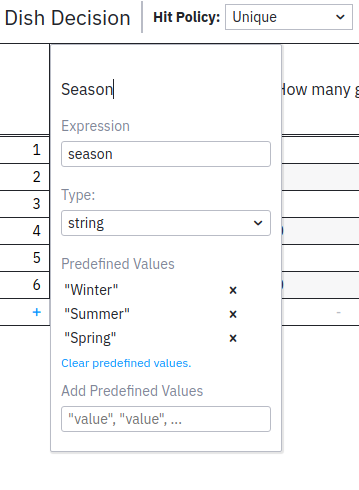 Dish Decision Hit Policy: Unique
Season
How many g
Expression
season
Type:
string
Predefined Values
"Winter" ×
"Summer" ×
"Spring" ×
Clear predefined values.
Add Predefined Values
"value", "value", ...
1
2
3
4
5
6
+ -